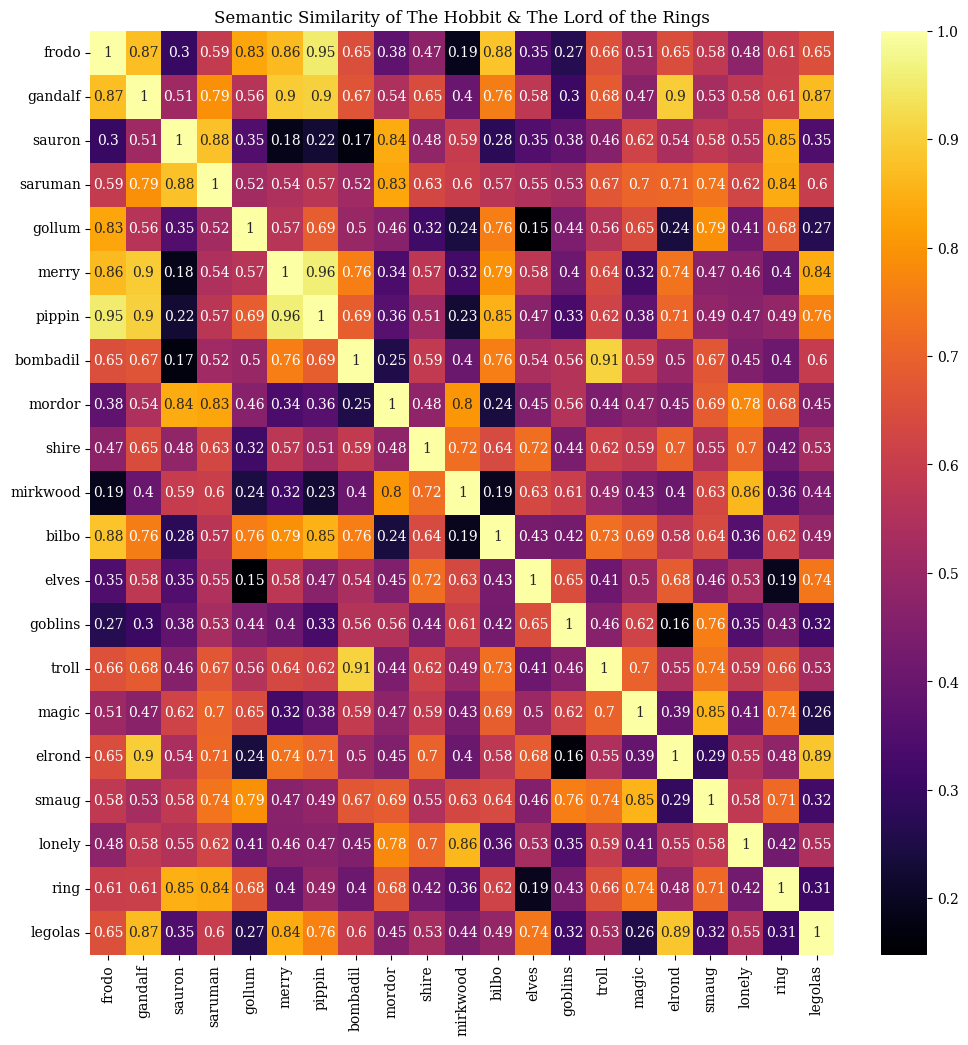 Semantic Similarity of The Hobbit & The Lord of the Rings
frodo 1 0.87 0.3 0.59 0.83 0.86 0.95 0.65 0.38 0.47 0.19 0.88 0.35 0.27 0.66 0.51 0.65 0.58 0.48 0.61 0.65
gandalf 0.87 1 0.51 0.79 0.56 0.9 0.9 0.67 0.54 0.65 0.4 0.76 0.58 0.3 0.68 0.47 0.9 0.53 0.58 0.61 0.87
sauron 0.3 0.51 1 0.88 0.35 0.18 0.22 0.17 0.84 0.48 0.59 0.28 0.35 0.38 0.46 0.62 0.54 0.58 0.55 0.85 0.35
saruman 0.59 0.79 0.88 1 0.52 0.54 0.57 0.52 0.83 0.63 0.6 0.57 0.55 0.53 0.67 0.7 0.71 0.74 0.62 0.84 0.6
gollum 0.83 0.56 0.35 0.52 1 0.57 0.69 0.5 0.46 0.32 0.24 0.76 0.15 0.44 0.56 0.65 0.24 0.79 0.41 0.68 0.27
merry 0.86 0.9 0.18 0.54 0.57 1 0.96 0.76 0.34 0.57 0.32 0.79 0.58 0.4 0.64 0.32 0.74 0.47 0.46 0.4 0.84
pippin 0.95 0.9 0.22 0.57 0.69 0.96 1 0.69 0.36 0.51 0.23 0.85 0.47 0.33 0.62 0.38 0.71 0.49 0.47 0.49 0.76
bombadil 0.65 0.67 0.17 0.52 0.5 0.76 0.69 1 0.25 0.59 0.4 0.76 0.54 0.56 0.91 0.59 0.5 0.67 0.45 0.4 0.6
mordor 0.38 0.54 0.84 0.83 0.46 0.34 0.36 0.25 1 0.48 0.8 0.24 0.45 0.56 0.44 0.47 0.45 0.69 0.78 0.68 0.45
shire 0.47 0.65 0.48 0.63 0.32 0.57 0.51 0.59 0.48 1 0.72 0.64 0.72 0.44 0.62 0.59 0.7 0.55 0.7 0.42 0.53
mirkwood 0.19 0.4 0.59 0.6 0.24 0.32 0.23 0.4 0.8 0.72 1 0.19 0.63 0.61 0.49 0.43 0.4 0.63 0.86 0.36 0.44
bilbo 0.88 0.76 0.28 0.57 0.76 0.79 0.85 0.76 0.24 0.64 0.19 1 0.43 0.42 0.73 0.69 0.58 0.64 0.36 0.62 0.49
elves 0.35 0.58 0.35 0.55 0.15 0.58 0.47 0.54 0.45 0.72 0.63 0.43 1 0.65 0.41 0.5 0.68 0.46 0.53 0.19 0.74
goblins 0.27 0.3 0.38 0.53 0.44 0.4 0.33 0.56 0.56 0.44 0.61 0.42 0.65 1 0.46 0.62 0.16 0.76 0.35 0.43 0.32
troll 0.66 0.68 0.46 0.67 0.56 0.64 0.62 0.91 0.44 0.62 0.49 0.73 0.41 0.46 1 0.7 0.55 0.74 0.59 0.66 0.53
magic 0.51 0.47 0.62 0.7 0.65 0.32 0.38 0.59 0.47 0.59 0.43 0.69 0.5 0.62 0.7 1 0.39 0.85 0.41 0.74 0.26
elrond 0.65 0.9 0.54 0.71 0.24 0.74 0.71 0.5 0.45 0.7 0.4 0.58 0.68 0.16 0.55 0.39 1 0.29 0.55 0.48 0.89
smaug 0.58 0.53 0.58 0.74 0.79 0.47 0.49 0.67 0.69 0.55 0.63 0.64 0.46 0.76 0.74 0.85 0.29 1 0.58 0.71 0.32
lonely 0.48 0.58 0.55 0.62 0.41 0.46 0.47 0.45 0.78 0.7 0.86 0.36 0.53 0.35 0.59 0.41 0.55 0.58 1 0.42 0.55
ring 0.61 0.61 0.85 0.84 0.68 0.4 0.49 0.4 0.68 0.42 0.36 0.62 0.19 0.43 0.66 0.74 0.48 0.71 0.42 1 0.31
legolas 0.65 0.87 0.35 0.6 0.27 0.84 0.76 0.6 0.45 0.53 0.44 0.49 0.74 0.32 0.53 0.26 0.89 0.32 0.55 0.31 1
frodo gandalf sauron saruman gollum merry pippin bombadil mordor shire mirkwood bilbo elves goblins troll magic elrond smaug lonely ring legolas
1.0
0.9
0.8
0.7
0.6
0.5
0.4
0.3
0.2